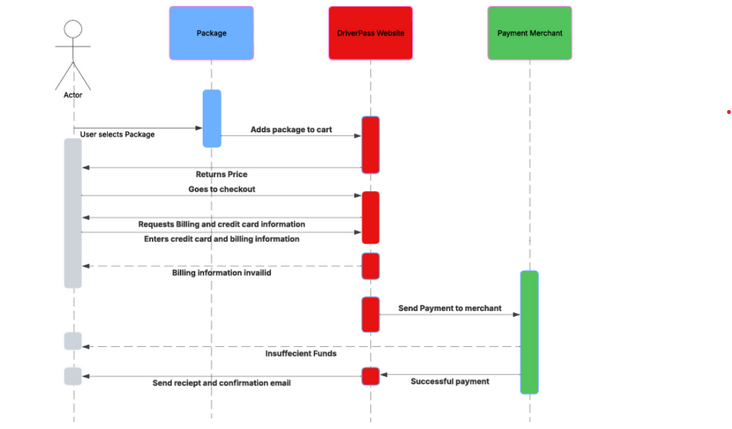 Package
DriverPass Website
Payment Merchant
Actor
User selects Package
Adds package to cart
Returns Price
Goes to checkout
Requests Billing and credit card information
Enters credit card and billing information
Billing information invailid
Send Payment to merchant
Insuffecient Funds
Successful payment
Send reciept and confirmation email